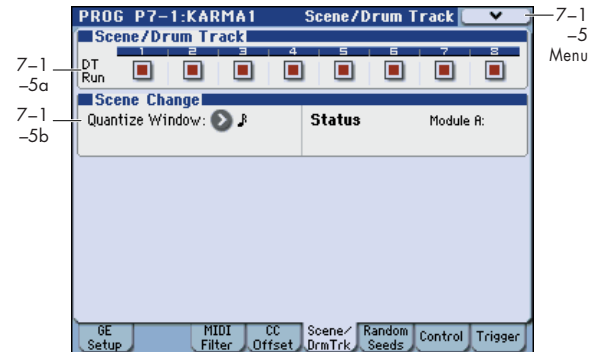 PROG P7-1:KARMA1 Scene/Drum Track
7–1
–5
Menu
Scene/Drum Track
1 2 3 4 5 6 7 8
7–1
–5a
DT
Run
Scene Change
7–1
–5b
Quantize Window:
Status
Module A:
GE
Setup
MIDI
Filter
CC
Offset
Scene/
DrmTrk
Random
Seeds
Control
Trigger